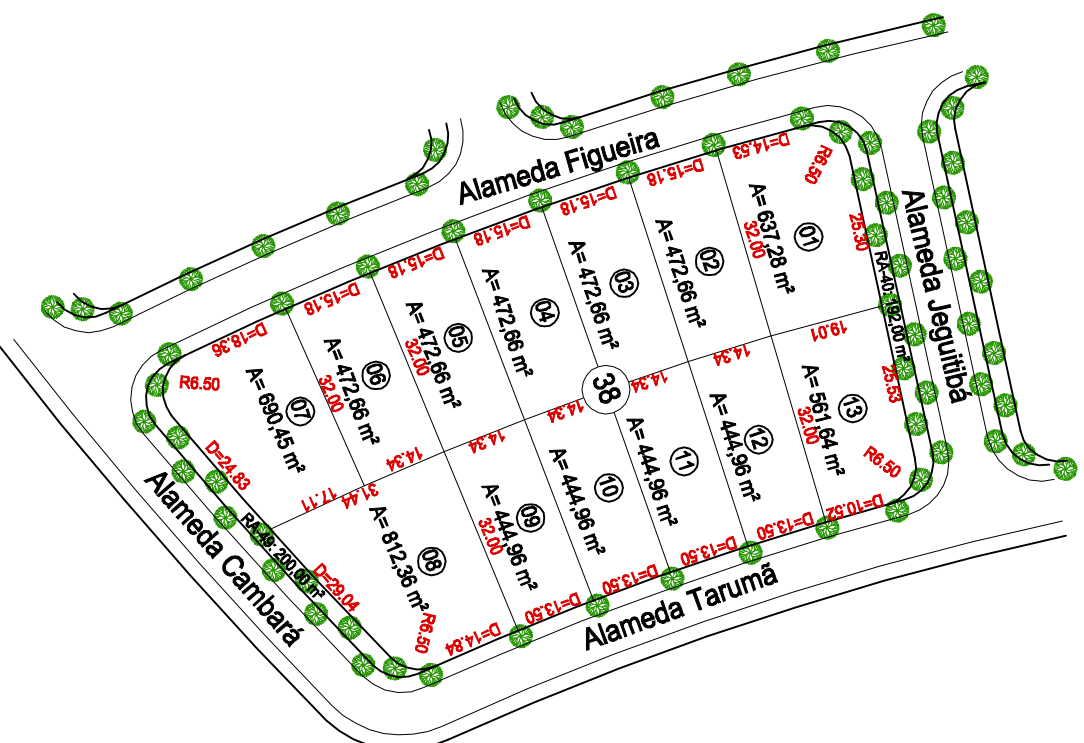 Alameda Figueira
D=14.53
D=15.18
D=15.18
D=15.18
D=15.18
D=15.18
D=18.36
R6.50
R6.50
01
A= 637,28 m²
32.00
25.30
02
A= 472,66 m²
03
A= 472,66 m²
04
A= 472,66 m²
05
A= 472,66 m²
32.00
06
A= 472,66 m²
32.00
07
A= 690,45 m²
Alameda Jeguitibá
RA-40: 192,00 m²
38
19.01
14.34
14.34
14.34
14.34
14.34
31.44
17.11
D=24.83
25.53
13
A= 561,64 m²
32.00
12
A= 444,96 m²
11
A= 444,96 m²
10
A= 444,96 m²
09
A= 444,96 m²
32.00
08
A= 812,36 m²
R6.50
R6.50
Alameda Cambará
RA-49: 200,00 m²
D=29.04
D=10.52
D=13.50
D=13.50
D=13.50
D=13.50
D=14.84
Alameda Tarumã